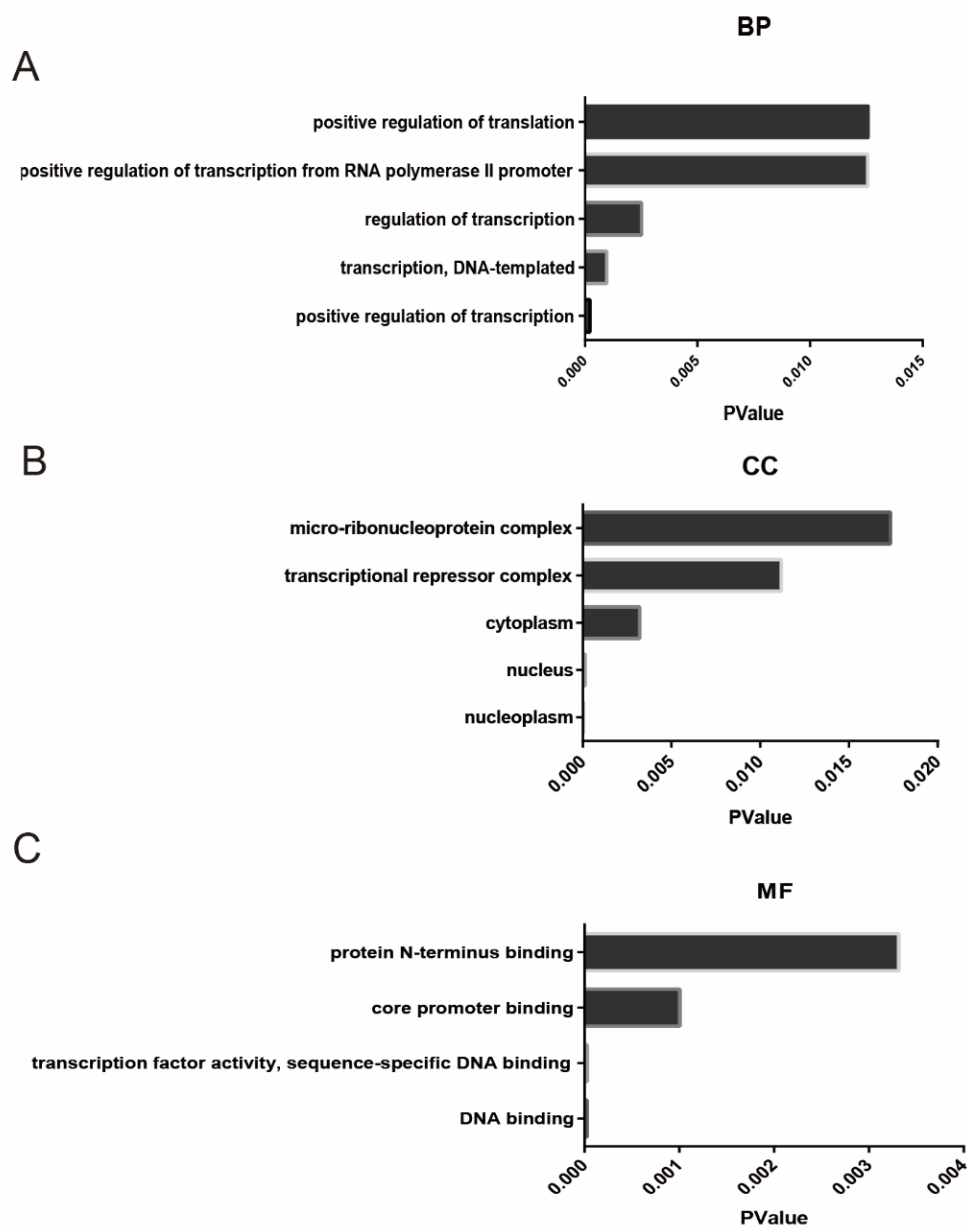 BP
A
positive regulation of translation
positive regulation of transcription from RNA polymerase II promoter
regulation of transcription
transcription, DNA-templated
positive regulation of transcription
0.000 0.005 0.010 0.015
PValue
B
CC
micro-ribonucleoprotein complex
transcriptional repressor complex
cytoplasm
nucleus
nucleoplasm
0.000 0.005 0.010 0.015 0.020
PValue
C
MF
protein N-terminus binding
core promoter binding
transcription factor activity, sequence-specific DNA binding
DNA binding
0.000 0.001 0.002 0.003 0.004
PValue